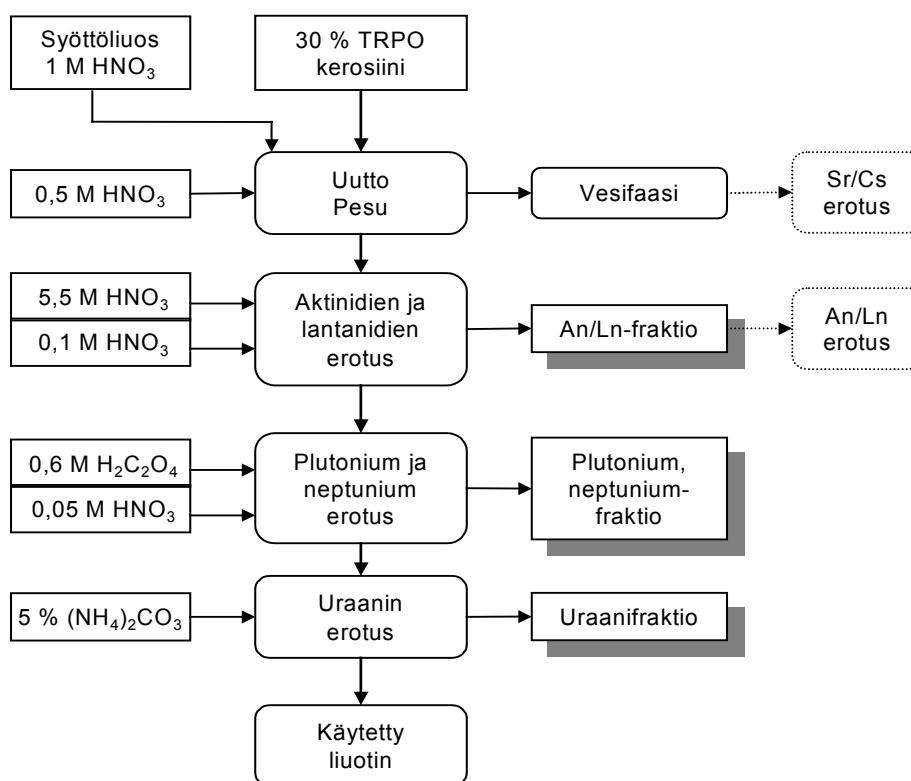 Syöttöliuos
1 M HNO₃
30 % TRPO
kerosiini
0,5 M HNO₃
Uutto
Pesu
Vesifaasi
Sr/Cs
erotus
5,5 M HNO₃
0,1 M HNO₃
Aktinidien ja
lantanidien
erotus
An/Ln-fraktio
An/Ln
erotus
0,6 M H₂C₂O₄
0,05 M HNO₃
Plutonium ja
neptunium
erotus
Plutonium,
neptunium-
fraktio
5 % (NH₄)₂CO₃
Uraanin
erotus
Uraanifraktio
Käytetty
liuotin